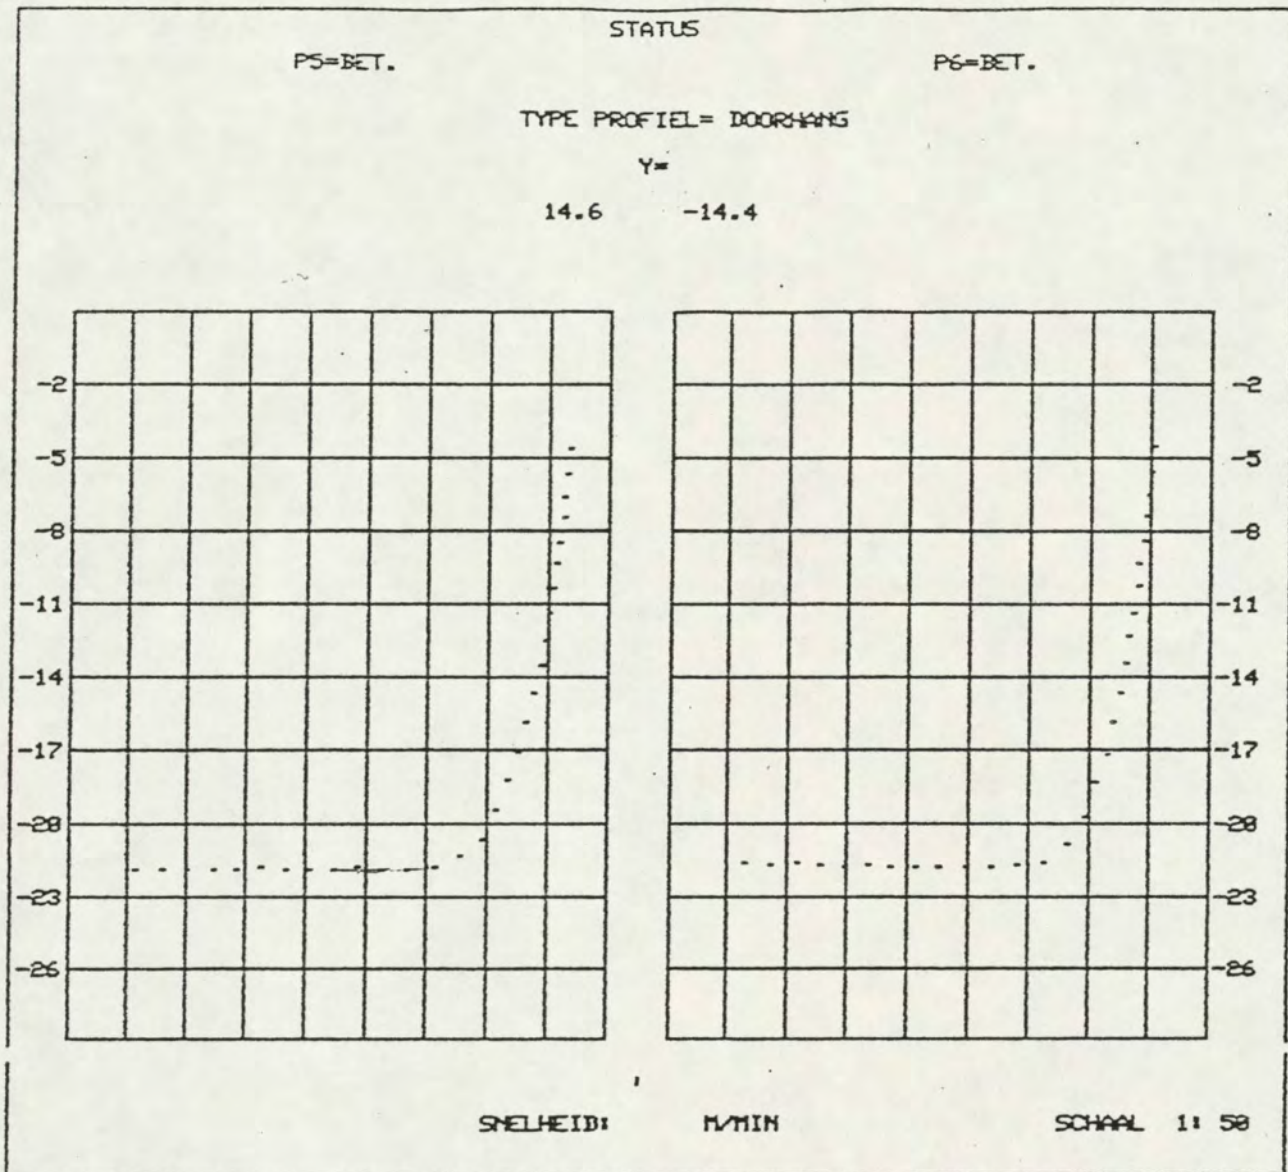 STATUS
P5=BET. P6=BET.
TYPE PROFIEL= DOORHANG
Y=
14.6 -14.4
-2 -2
-5 -5
-8 -8
-11 -11
-14 -14
-17 -17
-20 -20
-23 -23
-26 -26
SNELHEID: M/MIN SCHAAL 1: 50